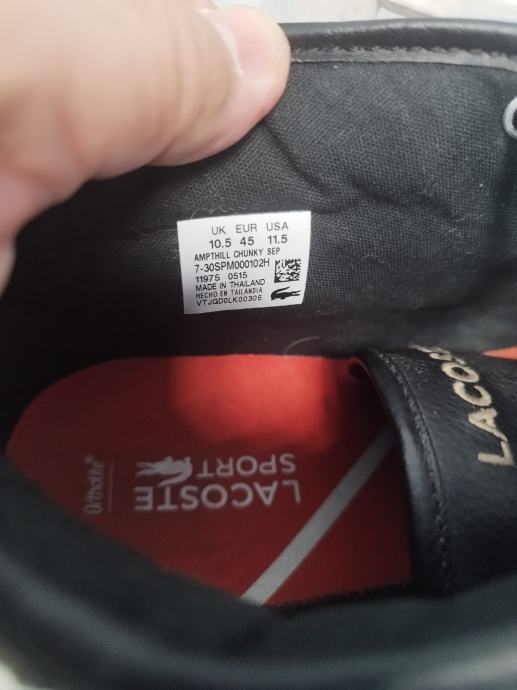 UK EUR USA
10.5 45 11.5
AMPTHILL CHUNKY SEP
7-30SPM000102H
11975 0515
MADE IN THAILAND
HECHO EN TAILANDIA
VTJGD0LK00305
LACOSTE
LACOSTE
SPORT
Ortholite®